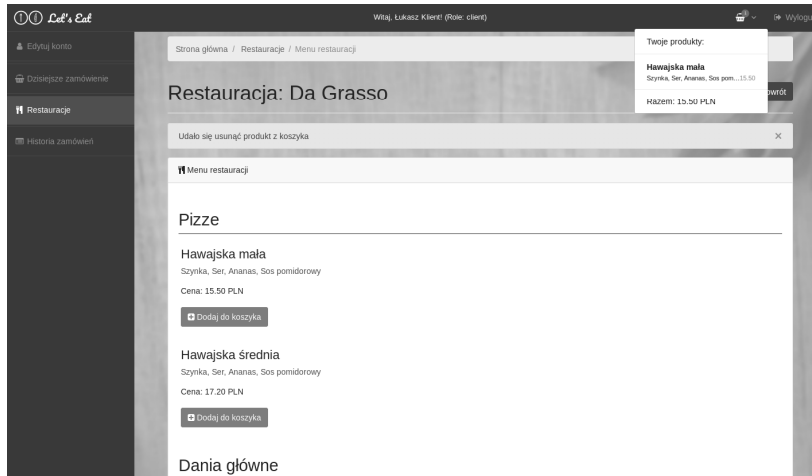 Let's Eat
Witaj, Łukasz Klient! (Role: client)
Wylogu
Edytuj konto
Dzisiejsze zamówienie
Restauracje
Historia zamówień
Strona główna / Restauracje / Menu restauracji
Twoje produkty:
Hawajska mała
Szynka, Ser, Ananas, Sos pom...15.50
Razem: 15.50 PLN
Restauracja: Da Grasso
owrót
Udało się usunąć produkt z koszyka
×
Menu restauracji
Pizze
Hawajska mała
Szynka, Ser, Ananas, Sos pomidorowy
Cena: 15.50 PLN
Dodaj do koszyka
Hawajska średnia
Szynka, Ser, Ananas, Sos pomidorowy
Cena: 17.20 PLN
Dodaj do koszyka
Dania główne